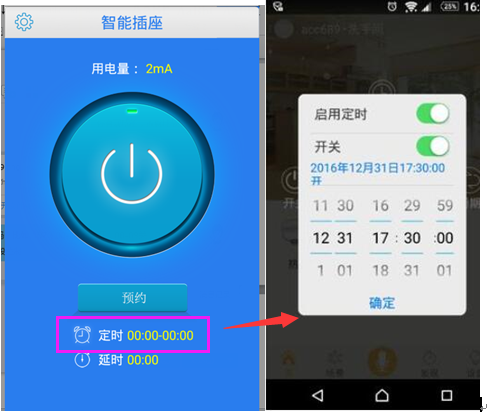 智能插座
用电量： 2mA
预约
定时 00:00-00:00
延时 00:00
25% 16:
启用定时
开关
2016年12月31日17:30:00
开
11 30 16 29 59
12 31 17 : 30 : 00
1 01 18 31 01
确定